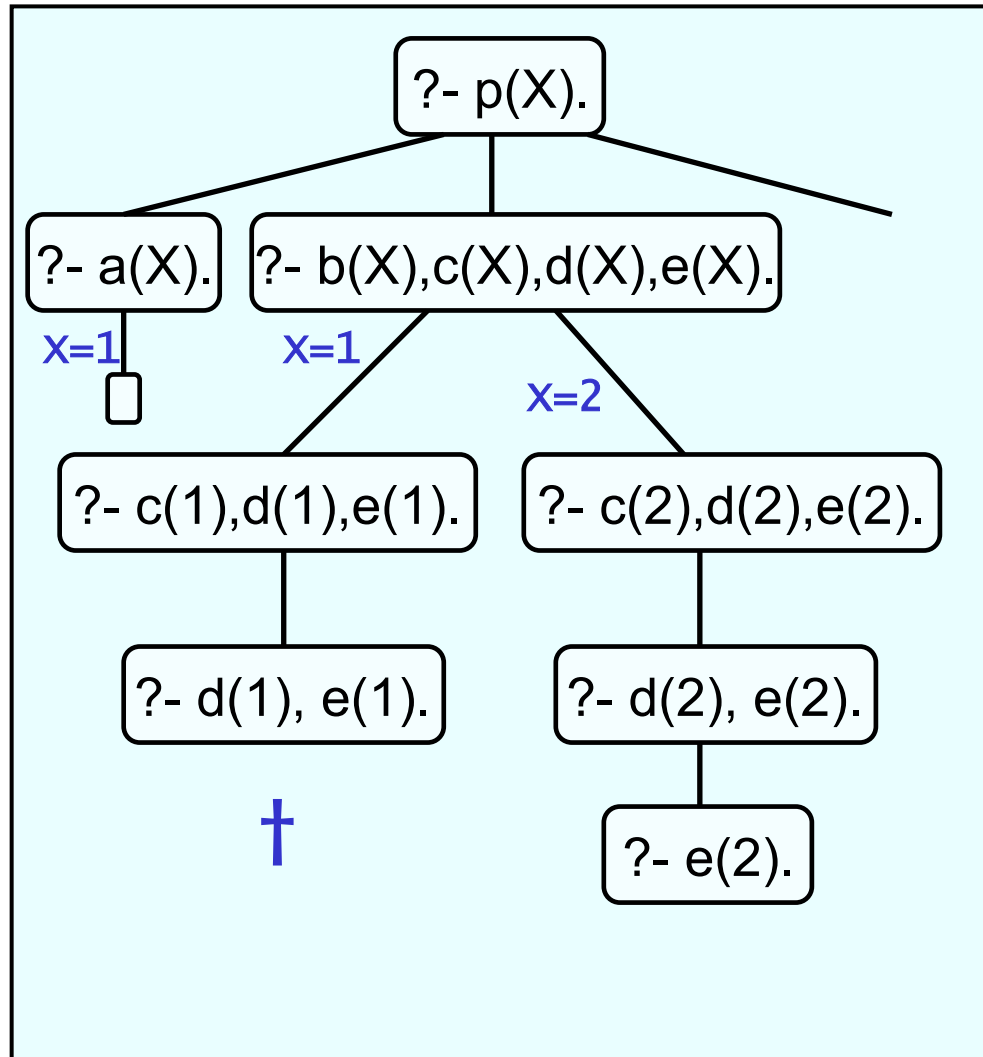 ?- p(X).
?- a(X).
?- b(X),c(X),d(X),e(X).
X=1
X=1
X=2
?- c(1),d(1),e(1).
?- c(2),d(2),e(2).
?- d(1), e(1).
?- d(2), e(2).
†
?- e(2).